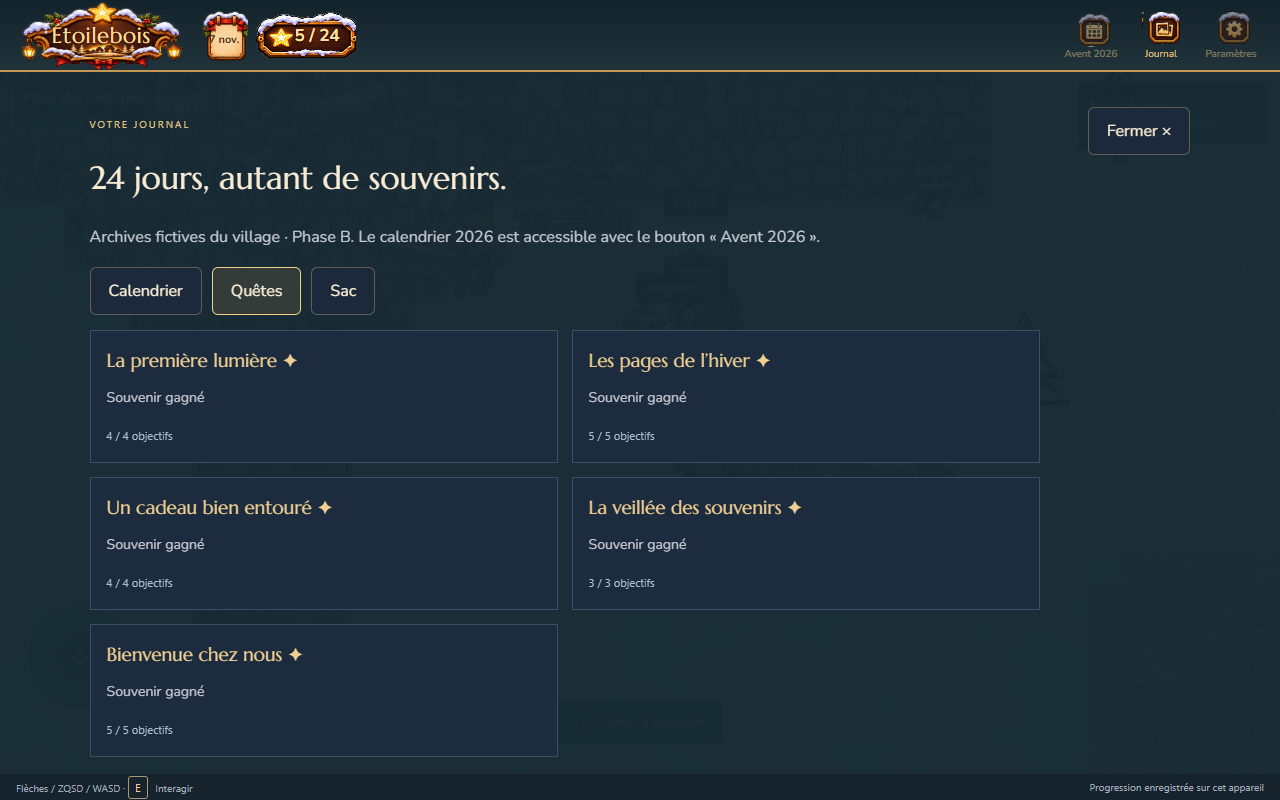 Étoilebois
7 nov.
5 / 24
Avent 2026
Journal
Paramètres
VOTRE JOURNAL
Fermer ×
24 jours, autant de souvenirs.
Archives fictives du village · Phase B. Le calendrier 2026 est accessible avec le bouton « Avent 2026 ».
Calendrier
Quêtes
Sac
La première lumière ✦
Souvenir gagné
4 / 4 objectifs
Les pages de l’hiver ✦
Souvenir gagné
5 / 5 objectifs
Un cadeau bien entouré ✦
Souvenir gagné
4 / 4 objectifs
La veillée des souvenirs ✦
Souvenir gagné
3 / 3 objectifs
Bienvenue chez nous ✦
Souvenir gagné
5 / 5 objectifs
Flèches / ZQSD / WASD · E Interagir
Progression enregistrée sur cet appareil